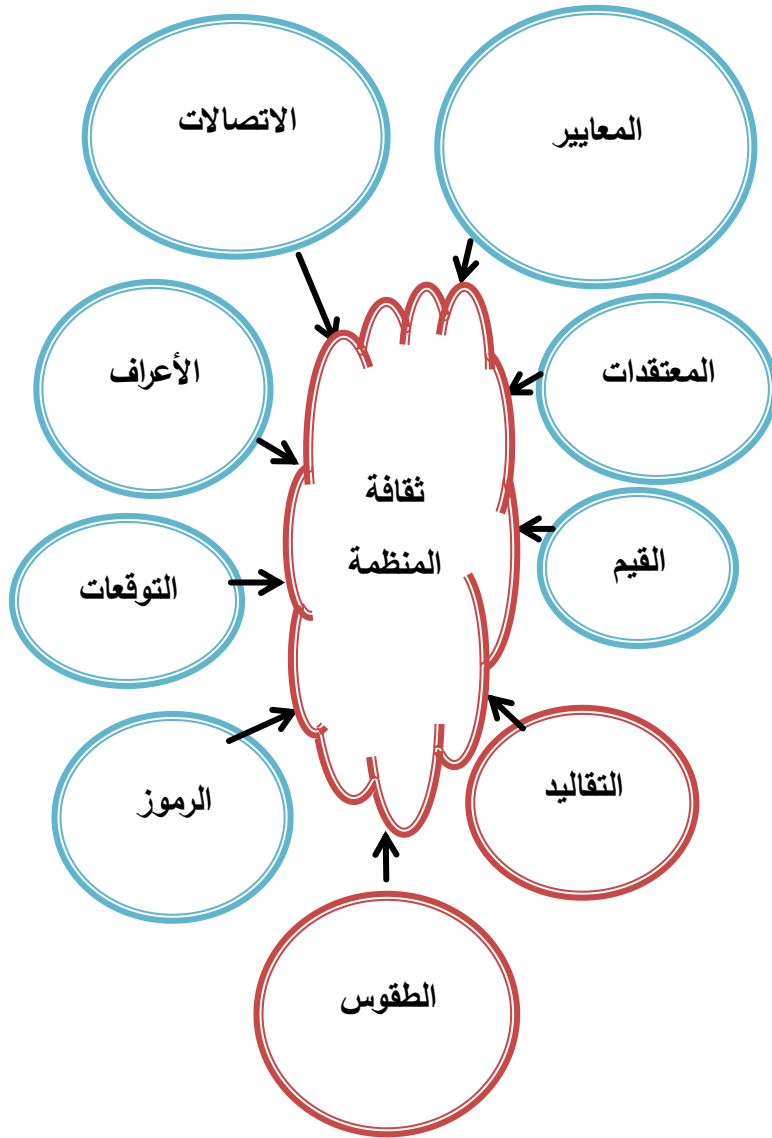 المعايير
الاتصالات
المعتقدات
الأعراف
ثقافة
المنظمة
القيم
التوقعات
التقاليد
الرموز
الطقوس